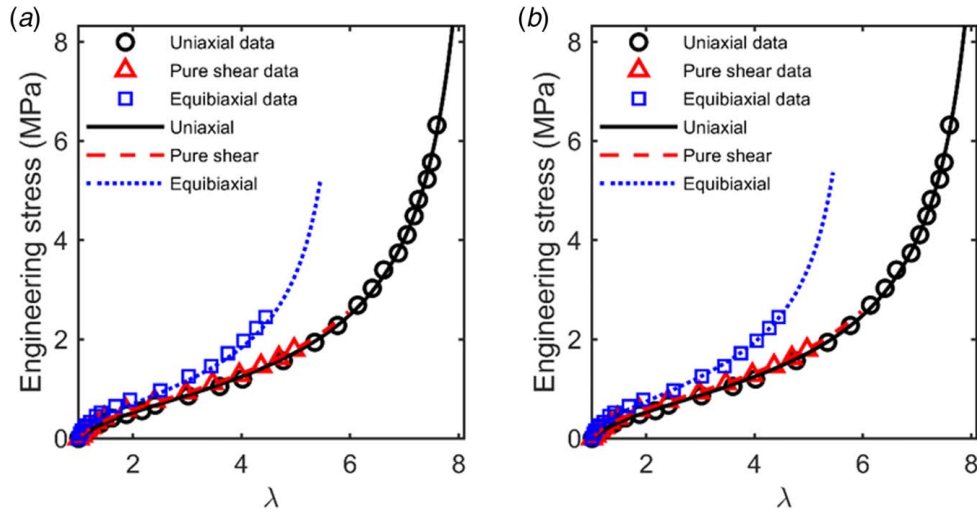 (a)
Engineering stress (MPa)
8
6
4
2
0
Uniaxial data
Pure shear data
Equibiaxial data
Uniaxial
Pure shear
Equibiaxial
2 4 6 8
λ
(b)
Engineering stress (MPa)
8
6
4
2
0
Uniaxial data
Pure shear data
Equibiaxial data
Uniaxial
Pure shear
Equibiaxial
2 4 6 8
λ